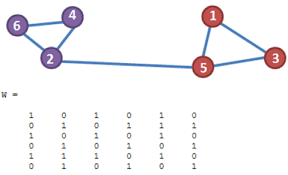 4 1
6
2 5 3
W =
1 0 1 0 1 0
0 1 0 1 1 1
1 0 1 0 1 0
0 1 0 1 0 1
1 1 1 0 1 0
0 1 0 1 0 1